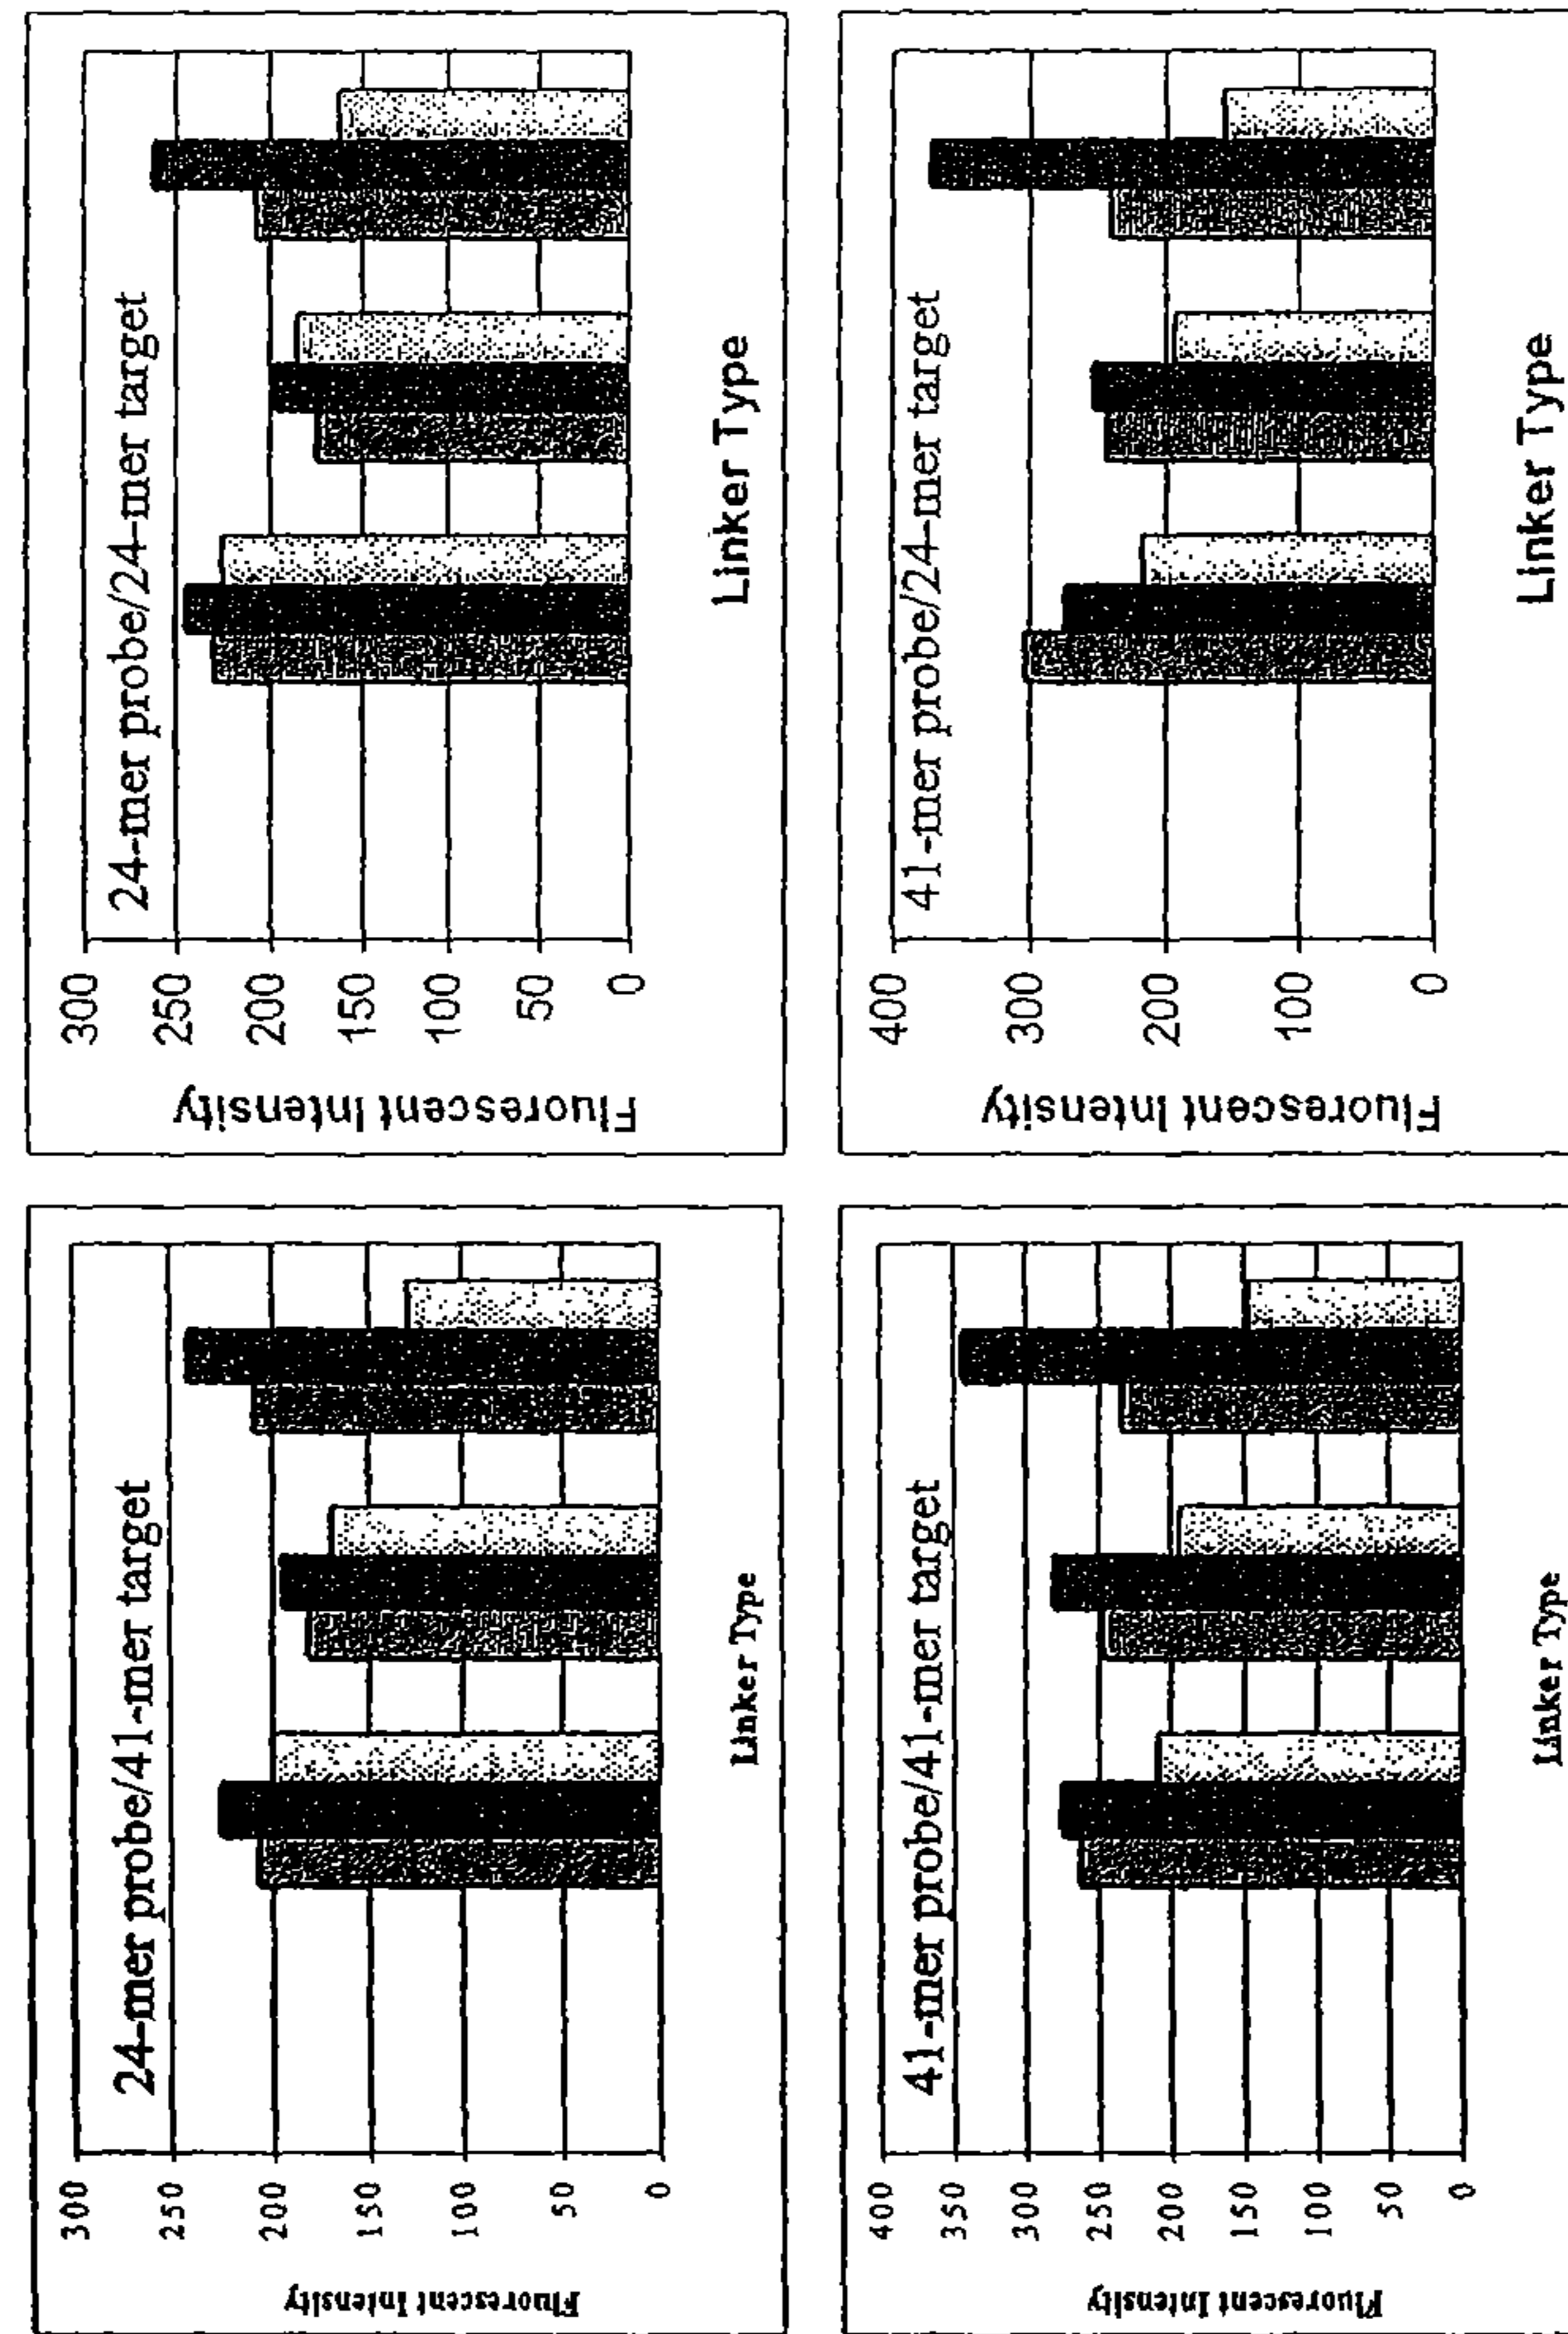 24-mer probe/41-mer target
Fluorescent Intensity
300
250
200
150
100
50
0
Linker Type
24-mer probe/24-mer target
Fluorescent Intensity
300
250
200
150
100
50
0
Linker Type
41-mer probe/41-mer target
Fluorescent Intensity
400
350
300
250
200
150
100
50
0
Linker Type
41-mer probe/24-mer target
Fluorescent Intensity
400
300
200
100
0
Linker Type